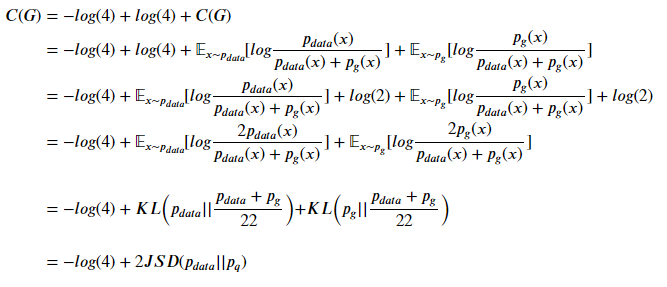 C(G) = -log(4) + log(4) + C(G)
= -log(4) + log(4) + 𝔼_{x∼p_{data}}[log \frac{p_{data}(x)}{p_{data}(x) + p_g(x)}] + 𝔼_{x∼p_g}[log \frac{p_g(x)}{p_{data}(x) + p_g(x)}]
= -log(4) + 𝔼_{x∼p_{data}}[log \frac{p_{data}(x)}{p_{data}(x) + p_g(x)}] + log(2) + 𝔼_{x∼p_g}[log \frac{p_g(x)}{p_{data}(x) + p_g(x)}] + log(2)
= -log(4) + 𝔼_{x∼p_{data}}[log \frac{2p_{data}(x)}{p_{data}(x) + p_g(x)}] + 𝔼_{x∼p_g}[log \frac{2p_g(x)}{p_{data}(x) + p_g(x)}]
= -log(4) + KL(p_{data}||\frac{p_{data} + p_g}{22})+KL(p_g||\frac{p_{data} + p_g}{22})
= -log(4) + 2JSD(p_{data}||p_q)